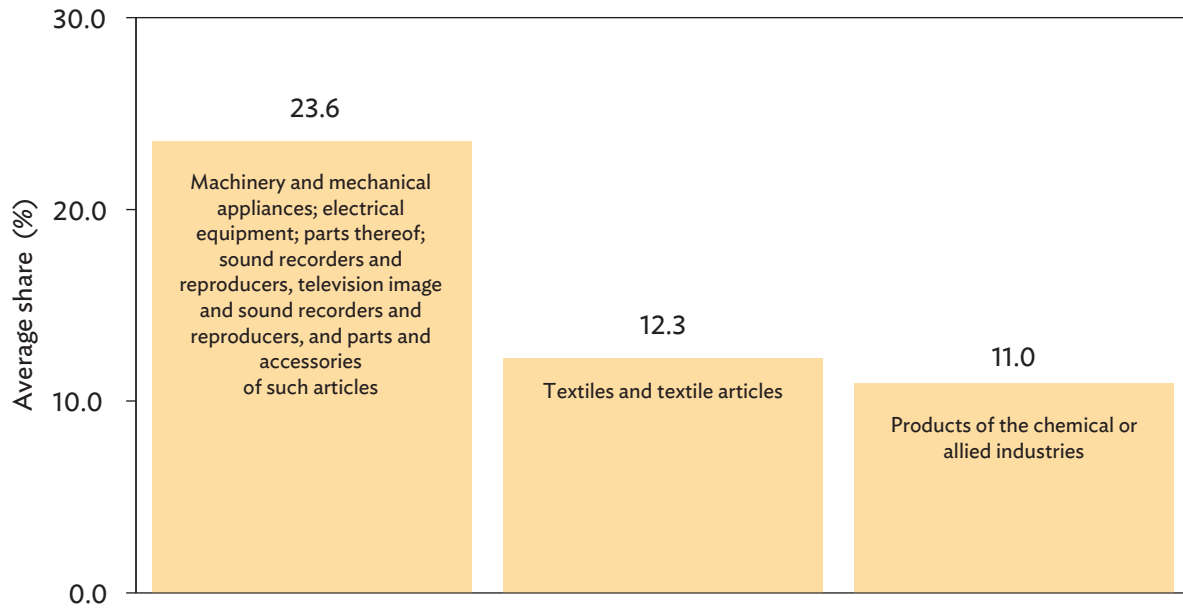 30.0
20.0
10.0
0.0
Average share (%)
23.6
Machinery and mechanical
appliances; electrical
equipment; parts thereof;
sound recorders and
reproducers, television image
and sound recorders and
reproducers, and parts and
accessories
of such articles
12.3
Textiles and textile articles
11.0
Products of the chemical or
allied industries